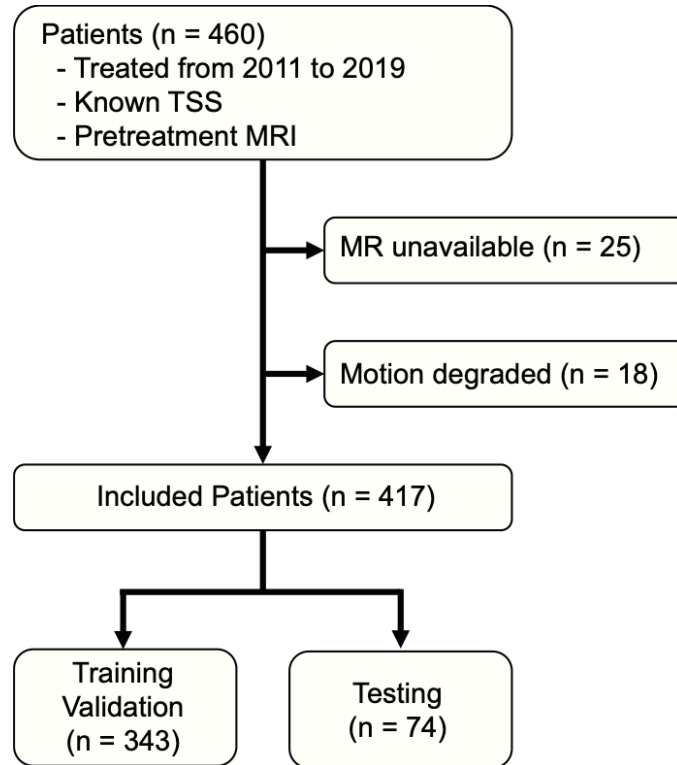 Patients (n = 460)
- Treated from 2011 to 2019
- Known TSS
- Pretreatment MRI
MR unavailable (n = 25)
Motion degraded (n = 18)
Included Patients (n = 417)
Training
Validation
(n = 343)
Testing
(n = 74)